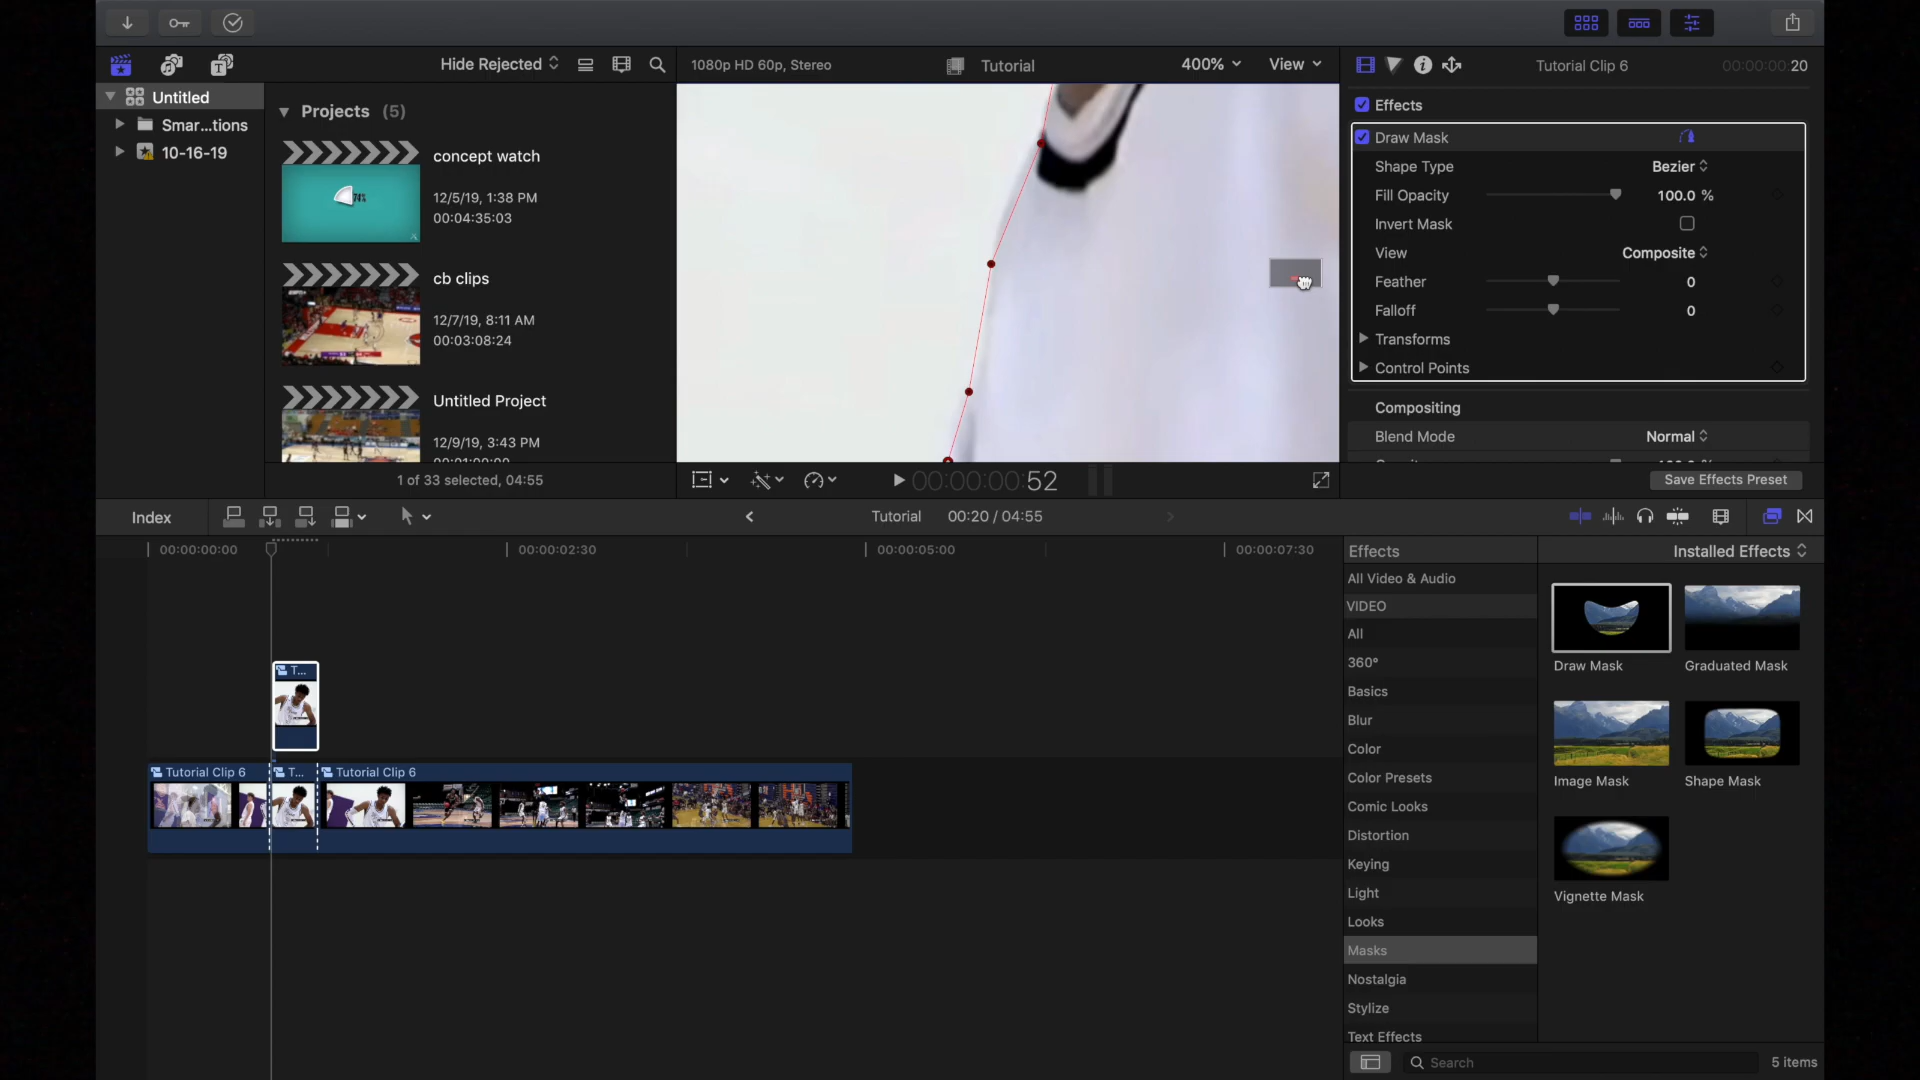 Hide Rejected
1080p HD 60p, Stereo
Tutorial
400%
View
Tutorial Clip 6
00:00:00:20
Untitled
Smar...tions
10-16-19
Projects (5)
concept watch
12/5/19, 1:38 PM
00:04:35:03
cb clips
12/7/19, 8:11 AM
00:03:08:24
Untitled Project
12/9/19, 3:43 PM
1 of 33 selected, 04:55
00:00:00:52
Effects
Draw Mask
Shape Type
Bezier
Fill Opacity
100.0 %
Invert Mask
View
Composite
Feather
0
Falloff
0
Transforms
Control Points
Compositing
Blend Mode
Normal
Save Effects Preset
Index
Tutorial
00:20 / 04:55
00:00:00:00
00:00:02:30
00:00:05:00
00:00:07:30
T...
Tutorial Clip 6
T...
Tutorial Clip 6
Effects
Installed Effects
All Video & Audio
VIDEO
All
360°
Basics
Blur
Color
Color Presets
Comic Looks
Distortion
Keying
Light
Looks
Masks
Nostalgia
Stylize
Text Effects
Draw Mask
Graduated Mask
Image Mask
Shape Mask
Vignette Mask
Search
5 items